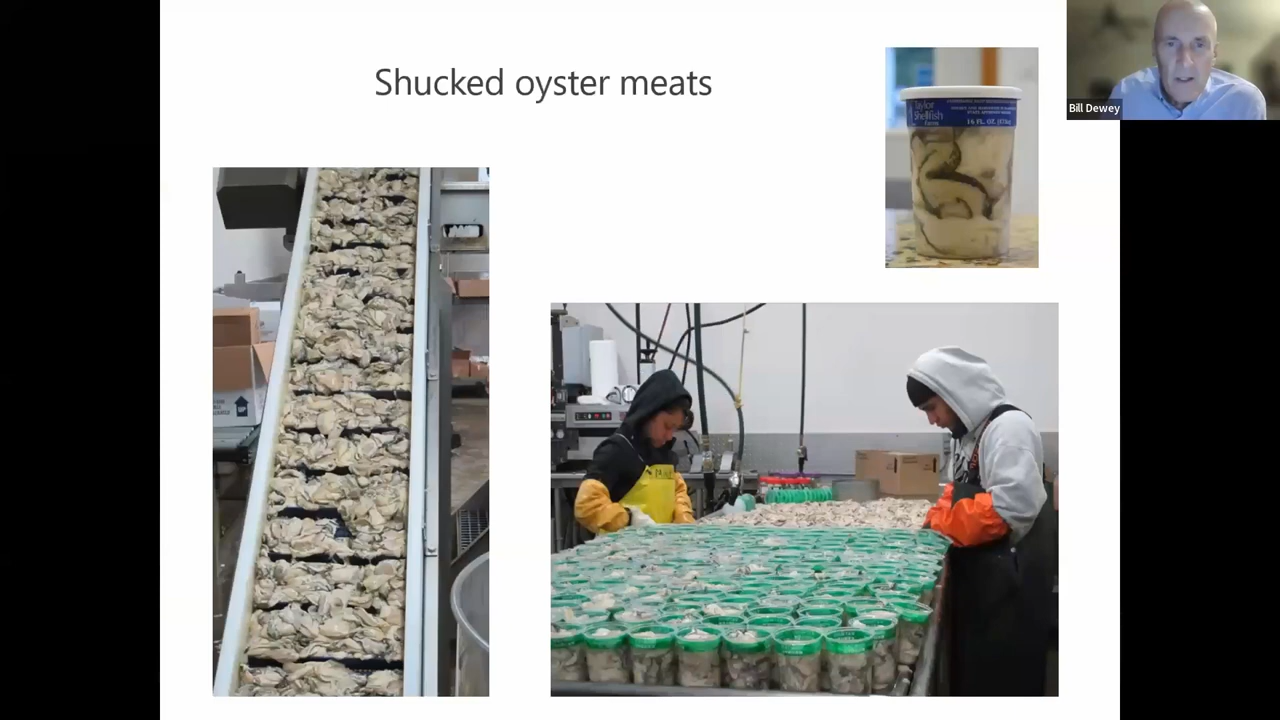 Shucked oyster meats
Bill Dewey
Taylor
Shellfish
Farms
16 FL. OZ.